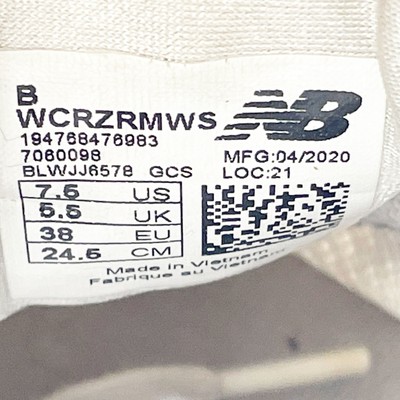 B
WCRZRMWS
NB
194768476983
7060098
MFG:04/2020
BLWJJ6578 GCS
LOC:21
7.5 US
5.5 UK
38 EU
24.5 CM
Made in Vietnam
Fabriqué au Vietnam